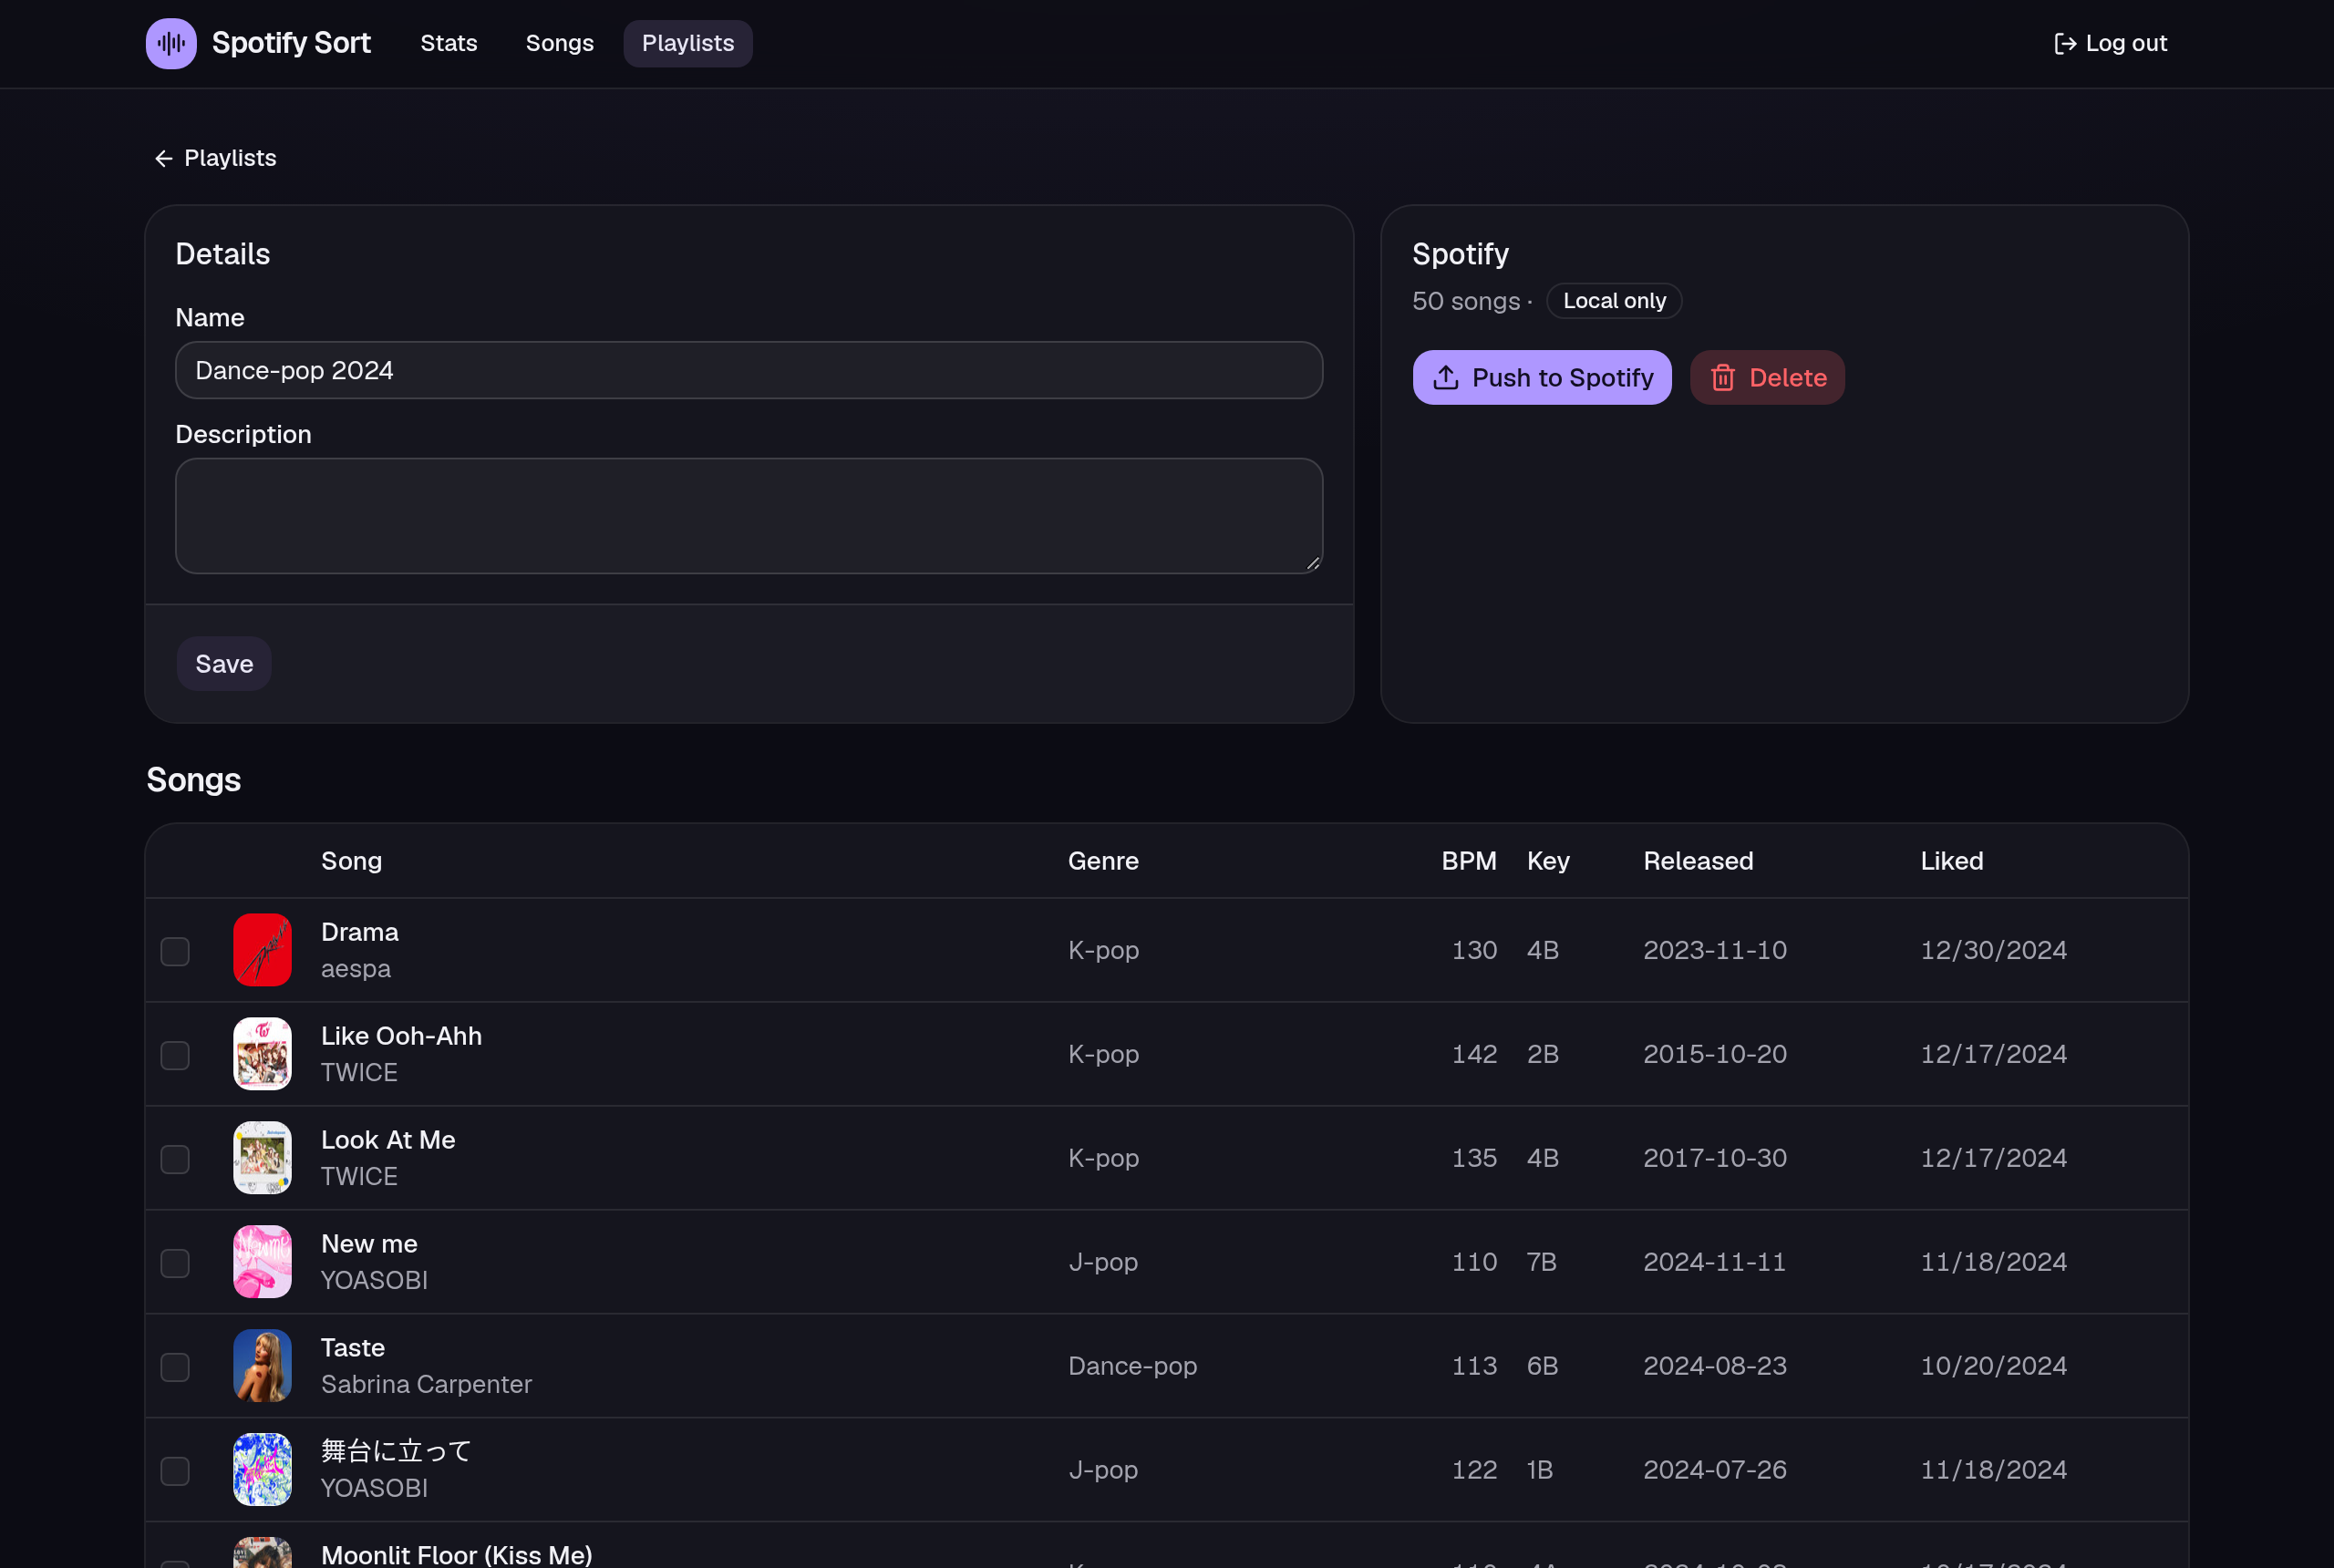 Spotify Sort
Stats
Songs
Playlists
Log out
Playlists
Details
Name
Dance-pop 2024
Description
Save
Spotify
50 songs ·
Local only
Push to Spotify
Delete
Songs
Song Genre BPM Key Released Liked
Drama
aespa
K-pop 130 4B 2023-11-10 12/30/2024
Like Ooh-Ahh
TWICE
K-pop 142 2B 2015-10-20 12/17/2024
Look At Me
TWICE
K-pop 135 4B 2017-10-30 12/17/2024
New me
YOASOBI
J-pop 110 7B 2024-11-11 11/18/2024
Taste
Sabrina Carpenter
Dance-pop 113 6B 2024-08-23 10/20/2024
舞台に立って
YOASOBI
J-pop 122 1B 2024-07-26 11/18/2024
Moonlit Floor (Kiss Me)